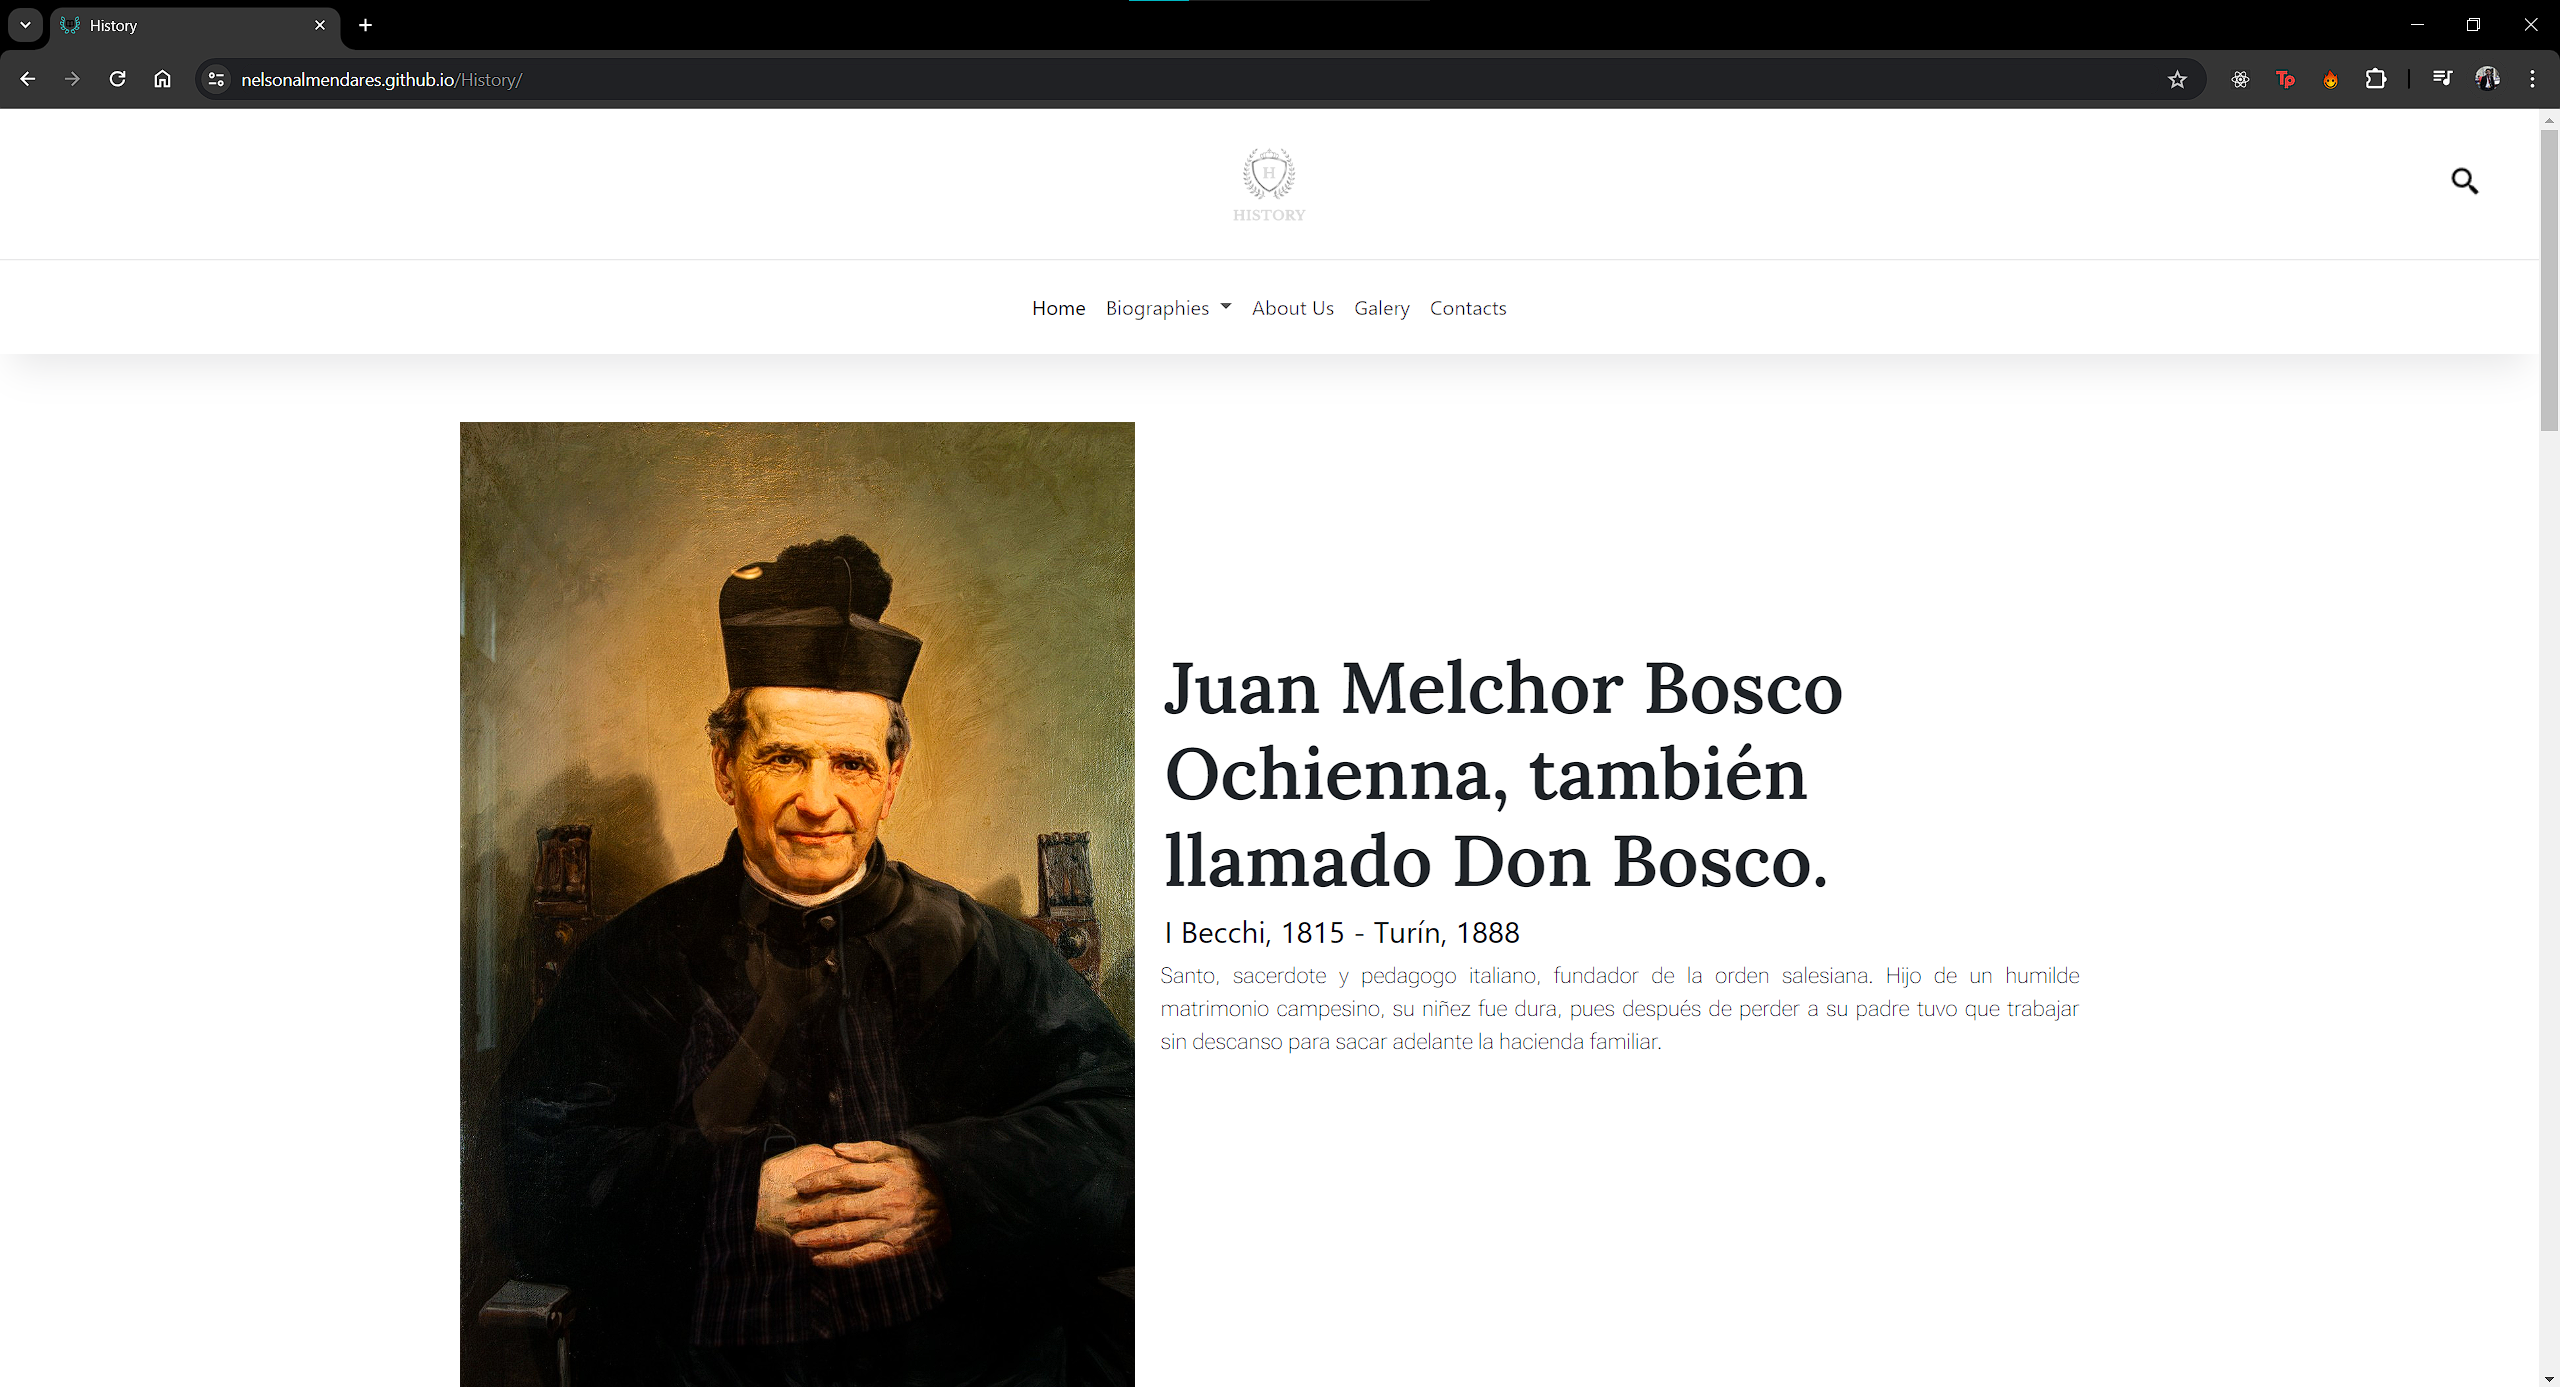 History
nelsonalmendares.github.io/History/
Tp
H
HISTORY
Home Biographies About Us Galery Contacts
Juan Melchor Bosco
Ochienna, también
llamado Don Bosco.
I Becchi, 1815 - Turín, 1888
Santo, sacerdote y pedagogo italiano, fundador de la orden salesiana. Hijo de un humilde
matrimonio campesino, su niñez fue dura, pues después de perder a su padre tuvo que trabajar
sin descanso para sacar adelante la hacienda familiar.